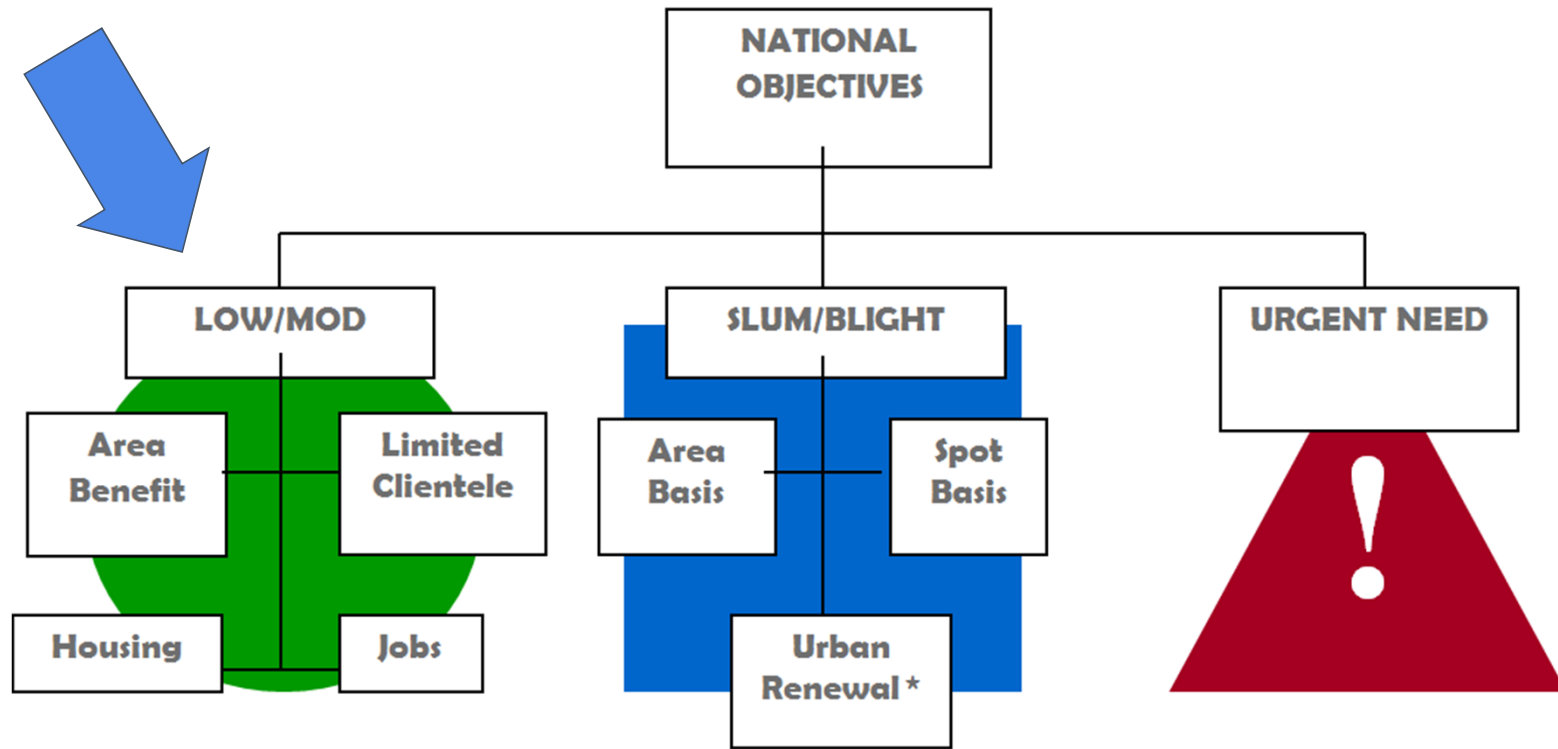 NATIONAL
OBJECTIVES
LOW/MOD
SLUM/BLIGHT
URGENT NEED
Area
Benefit
Limited
Clientele
Area
Basis
Spot
Basis
!
Housing
Jobs
Urban
Renewal*